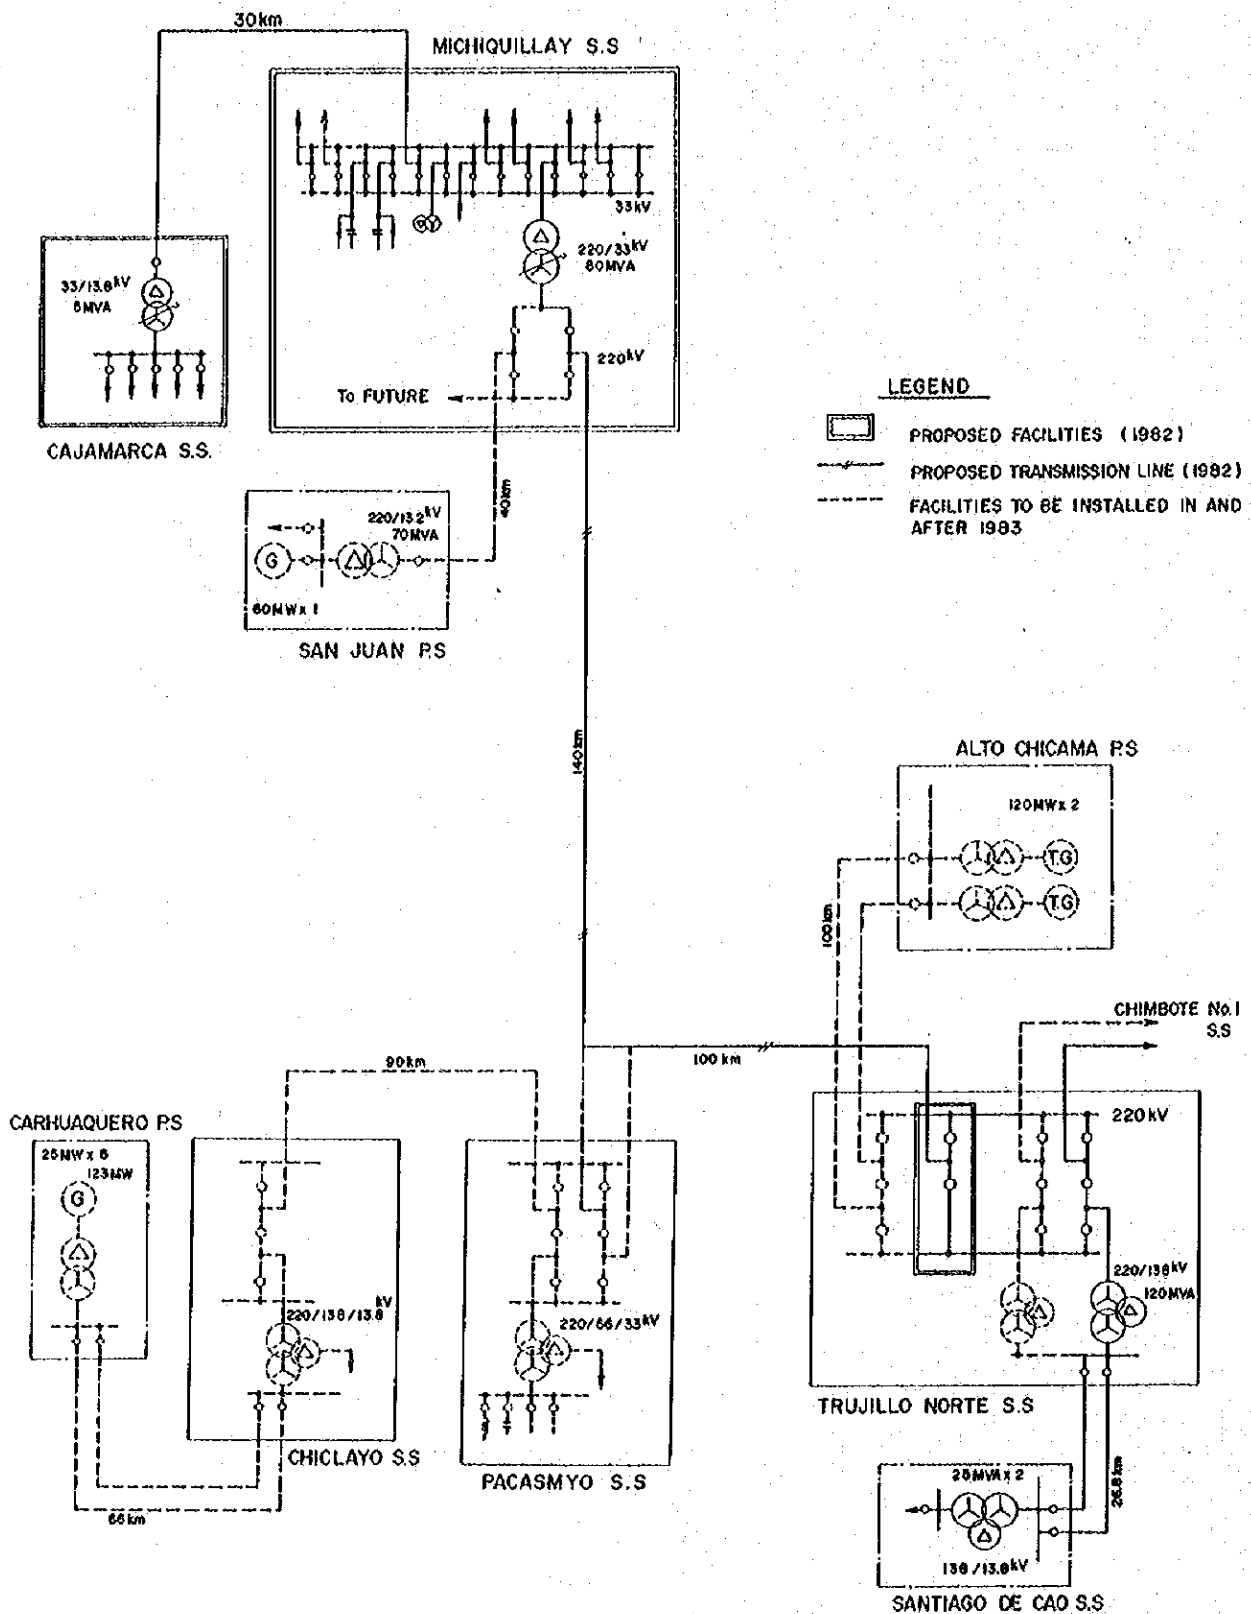 30km
MICHIQUILLAY S.S
33kV
220/33kV
60MVA
33/13.8kV
6MVA
220kV
To FUTURE
CAJAMARCA S.S.
LEGEND
PROPOSED FACILITIES (1982)
PROPOSED TRANSMISSION LINE (1982)
FACILITIES TO BE INSTALLED IN AND
AFTER 1983
40km
220/13.2kV
70MVA
G
60MW x 1
SAN JUAN P.S
140km
ALTO CHICAMA P.S
120MW x 2
T.G
T.G
100km
CHIMBOTE No.1
S.S
100km
90km
220kV
CARHUAQUERO P.S
25MW x 6
123MW
G
220/138/13.8kV
220/66/33kV
220/138kV
120MVA
TRUJILLO NORTE S.S
CHICLAYO S.S
PACASMYO S.S
66km
25MVA x 2
26.8km
138/13.8kV
SANTIAGO DE CAO S.S